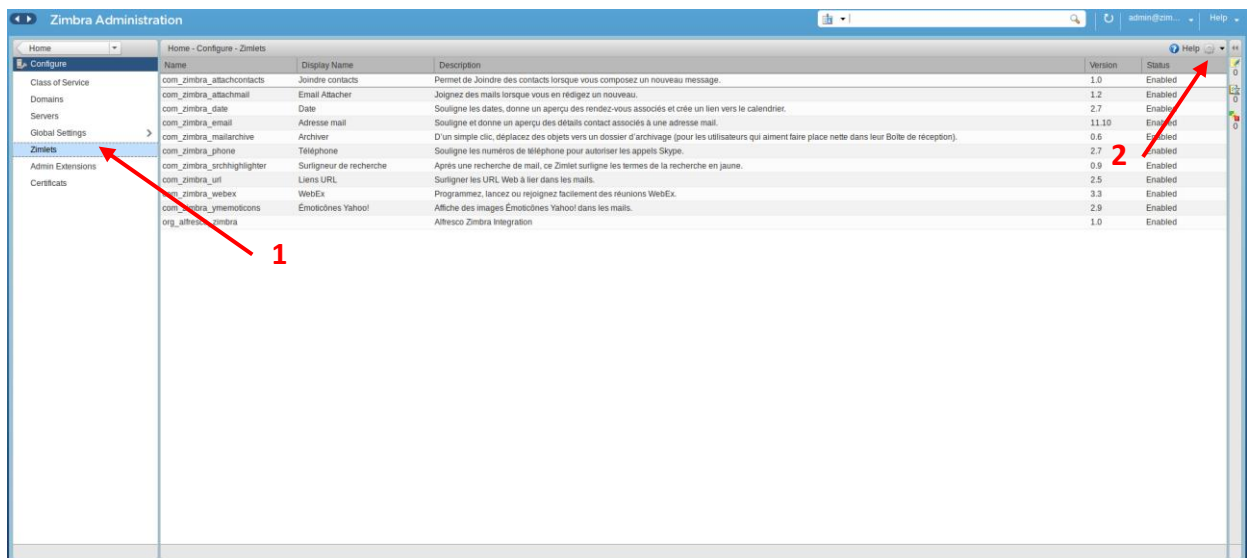 Zimbra Administration
admin@zim...
Help
Home
Home - Configure - Zimlets
Help
Configure
Name Display Name Description Version Status
Class of Service
Domains
Servers
Global Settings
Zimlets
Admin Extensions
Certificats
com_zimbra_attachcontacts Joindre contacts Permet de Joindre des contacts lorsque vous composez un nouveau message. 1.0 Enabled
com_zimbra_attachmail Email Attacher Joignez des mails lorsque vous en rédigez un nouveau. 1.2 Enabled
com_zimbra_date Date Souligne les dates, donne un aperçu des rendez-vous associés et crée un lien vers le calendrier. 2.7 Enabled
com_zimbra_email Adresse mail Souligne et donne un aperçu des détails contact associés à une adresse mail. 11.10 Enabled
com_zimbra_mailarchive Archiver D'un simple clic, déplacez des objets vers un dossier d'archivage (pour les utilisateurs qui aiment faire place nette dans leur Boîte de réception). 0.6 Enabled
com_zimbra_phone Téléphone Souligne les numéros de téléphone pour autoriser les appels Skype. 2.7 Enabled
com_zimbra_srchhighlighter Surligneur de recherche Après une recherche de mail, ce Zimlet surligne les termes de la recherche en jaune. 0.9 Enabled
com_zimbra_url Liens URL Surligner les URL Web à lier dans les mails. 2.5 Enabled
com_zimbra_webex WebEx Programmez, lancez ou rejoignez facilement des réunions WebEx. 3.3 Enabled
com_zimbra_ymemoticons Émoticônes Yahoo! Affiche des images Émoticônes Yahoo! dans les mails. 2.9 Enabled
org_alfresco_zimbra Alfresco Zimbra Integration 1.0 Enabled
0
0
0
1
2